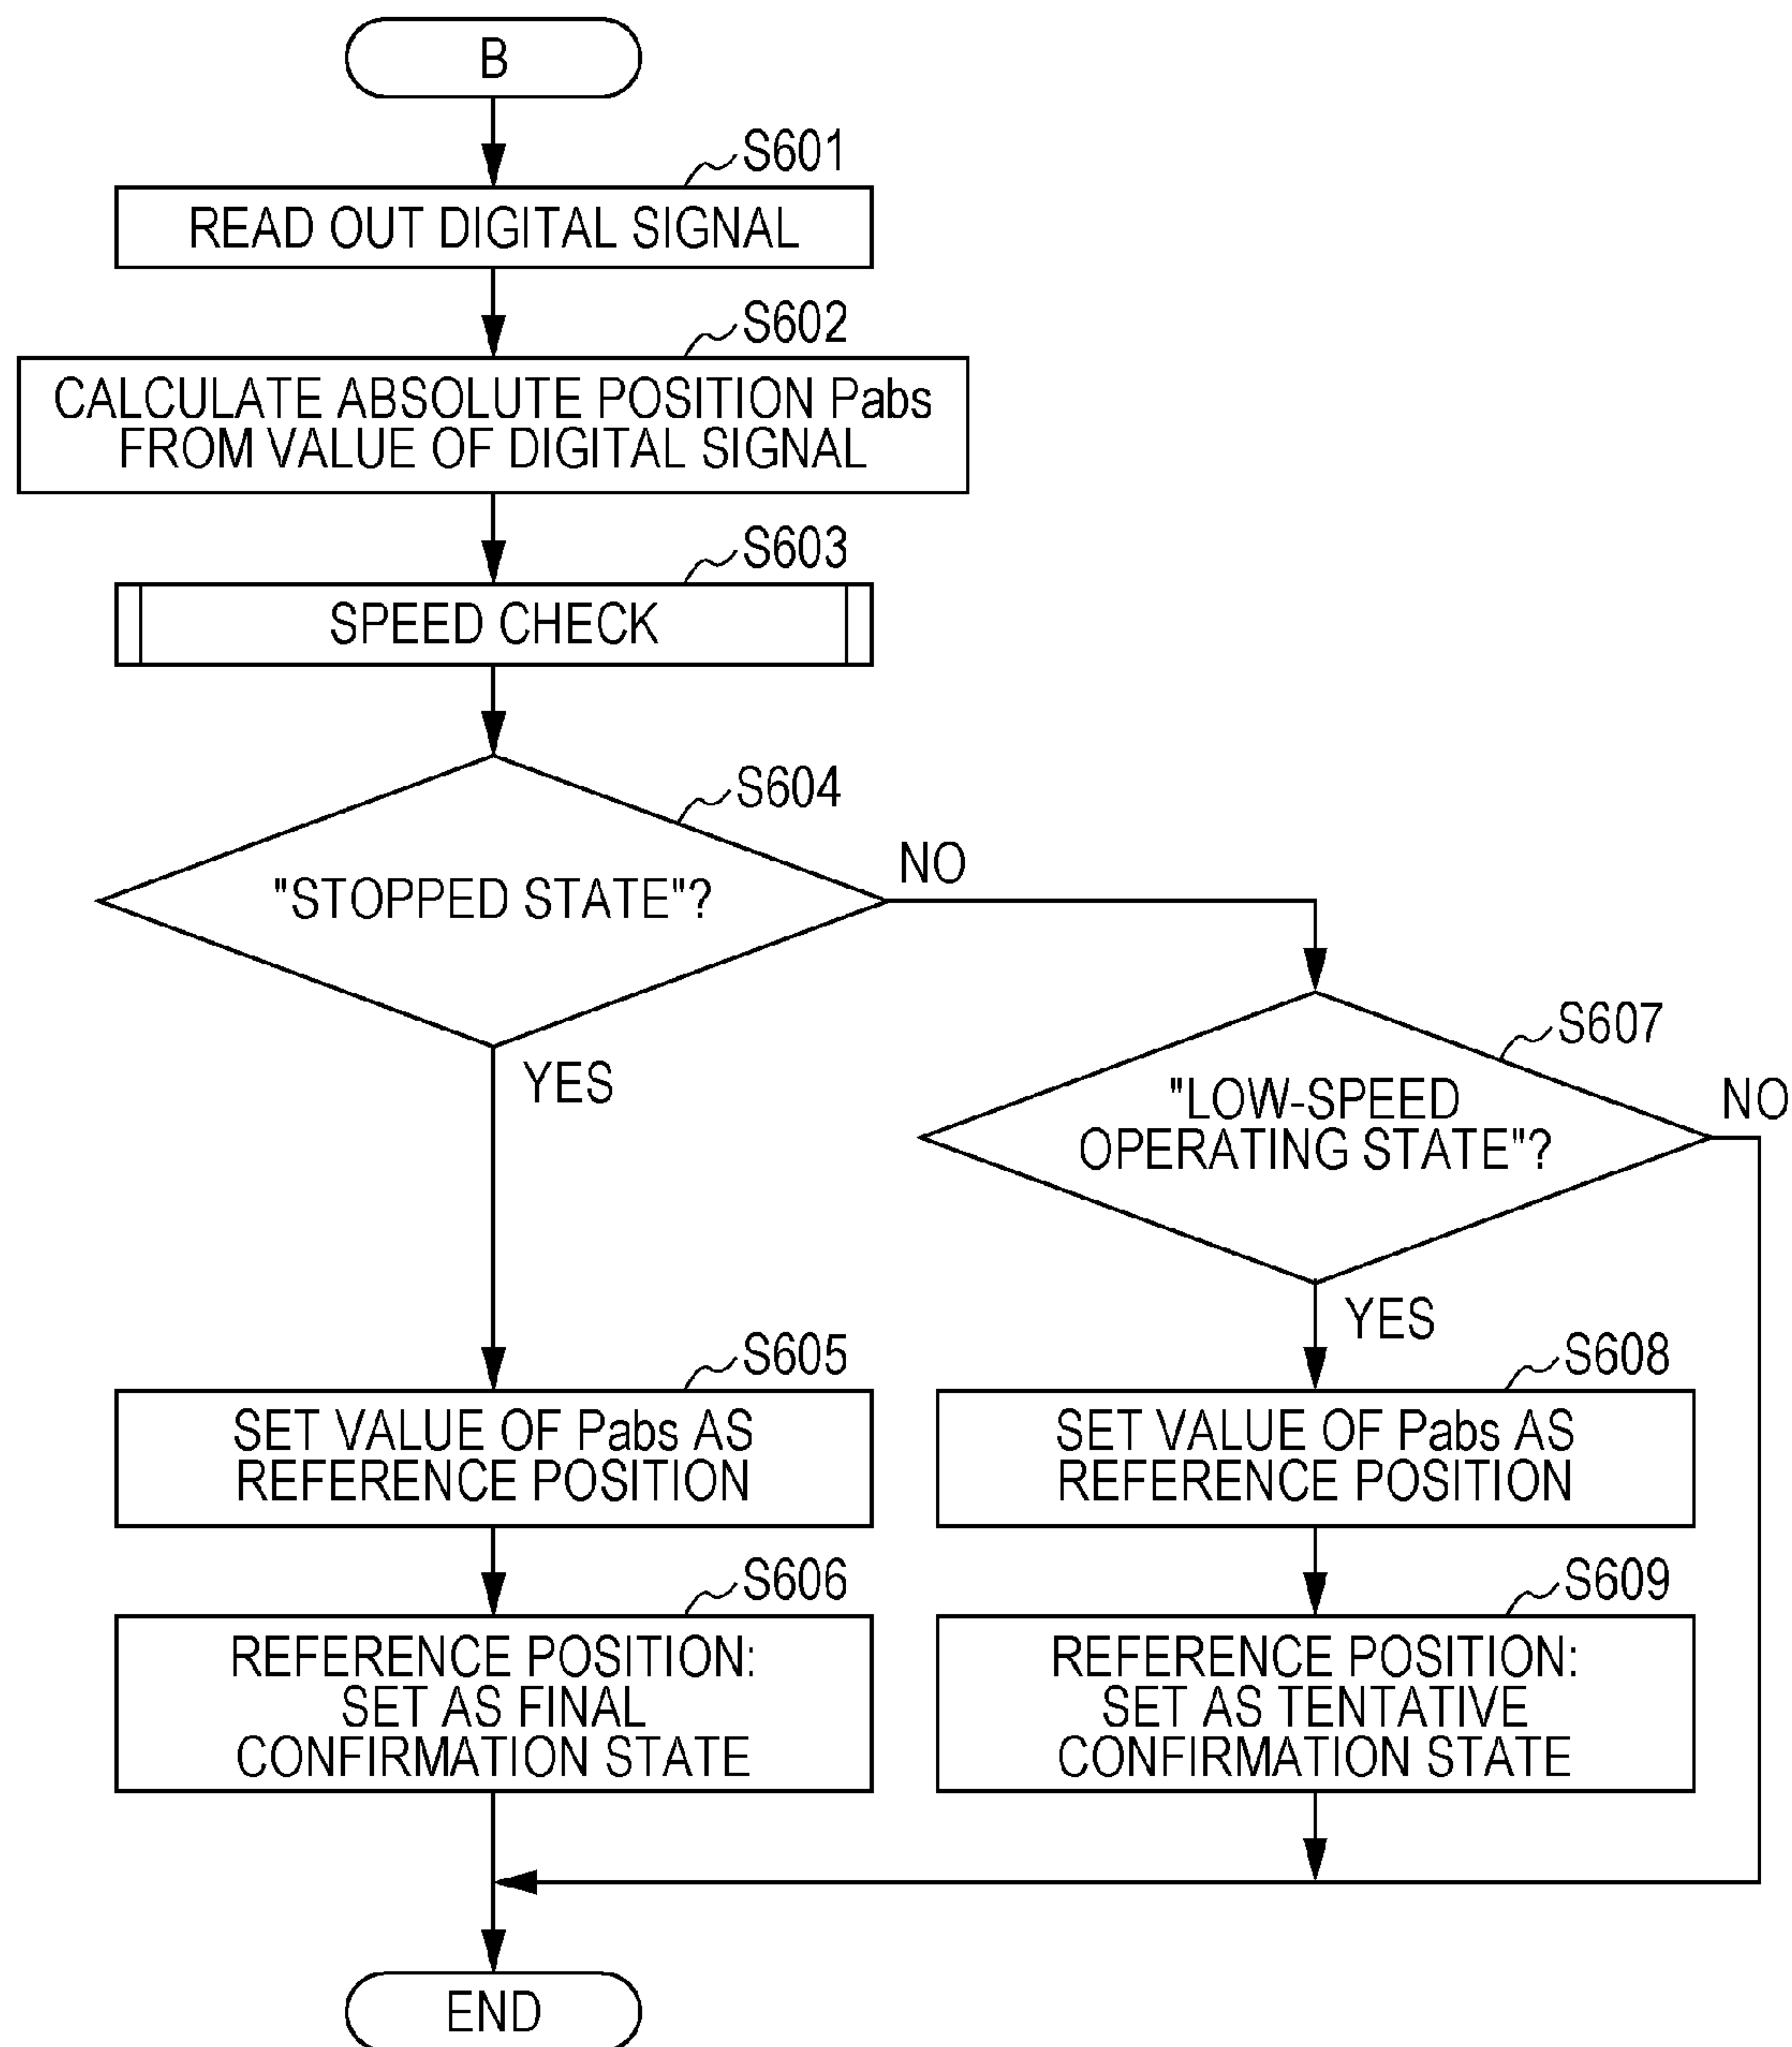 B
S601
READ OUT DIGITAL SIGNAL
S602
CALCULATE ABSOLUTE POSITION Pabs
FROM VALUE OF DIGITAL SIGNAL
S603
SPEED CHECK
S604
"STOPPED STATE"?
NO
YES
S607
"LOW-SPEED
OPERATING STATE"?
NO
YES
S605
SET VALUE OF Pabs AS
REFERENCE POSITION
S608
SET VALUE OF Pabs AS
REFERENCE POSITION
S606
REFERENCE POSITION:
SET AS FINAL
CONFIRMATION STATE
S609
REFERENCE POSITION:
SET AS TENTATIVE
CONFIRMATION STATE
END